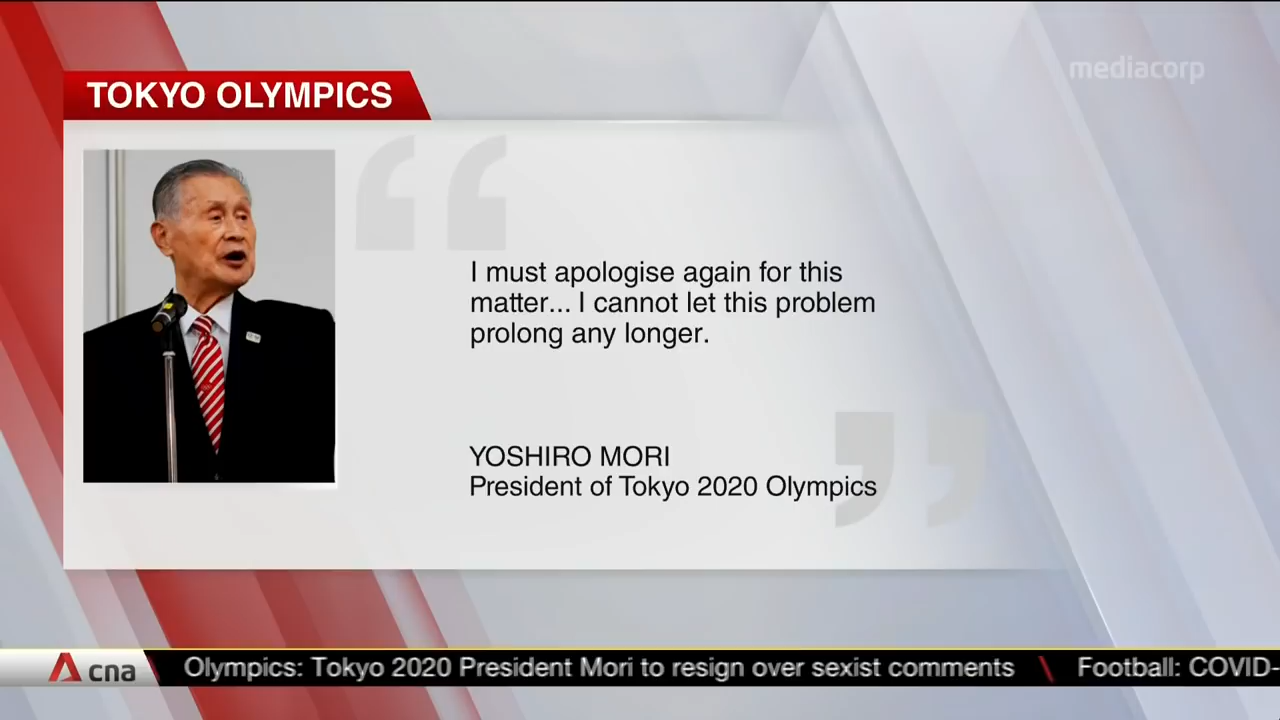 mediacorp
TOKYO OLYMPICS
“
I must apologise again for this
matter... I cannot let this problem
prolong any longer.
YOSHIRO MORI
President of Tokyo 2020 Olympics
”
cna
Olympics: Tokyo 2020 President Mori to resign over sexist comments \ Football: COVID-